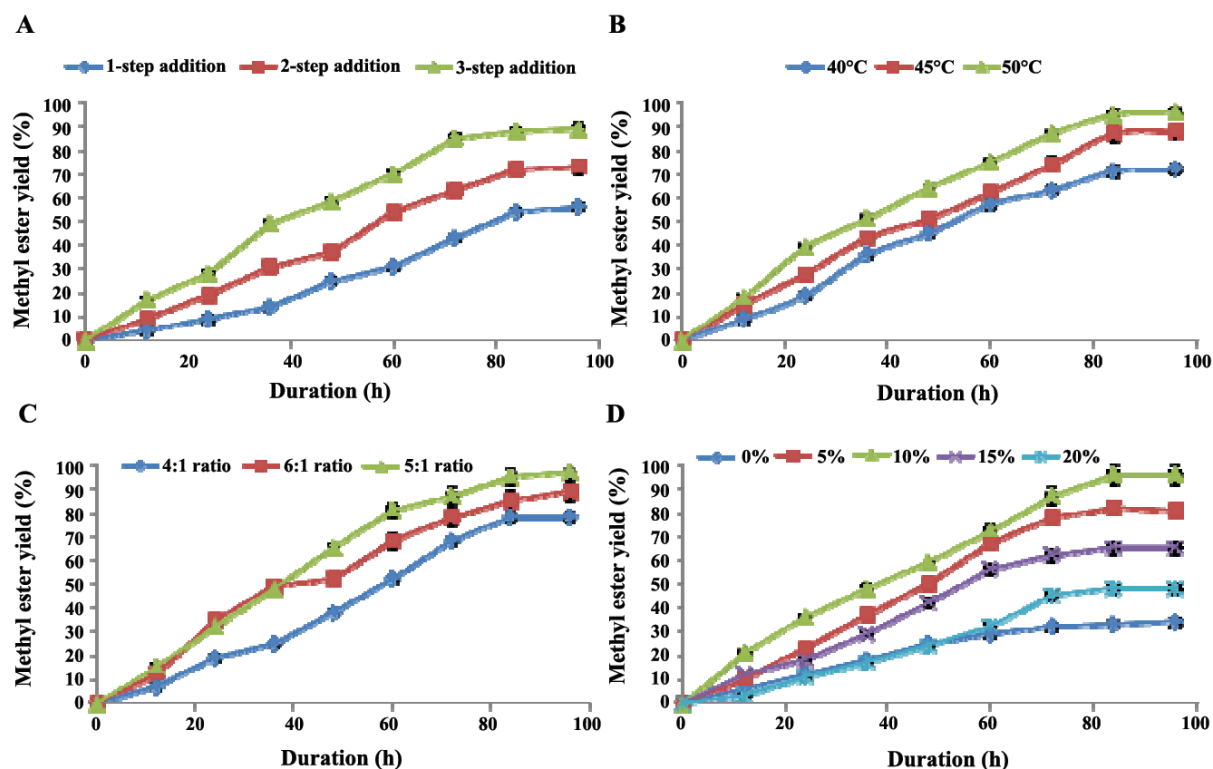 A
1-step addition 2-step addition 3-step addition
Methyl ester yield (%)
100
90
80
70
60
50
40
30
20
10
0
0 20 40 60 80 100
Duration (h)
B
40°C 45°C 50°C
Methyl ester yield (%)
100
90
80
70
60
50
40
30
20
10
0
0 20 40 60 80 100
Duration (h)
C
4:1 ratio 6:1 ratio 5:1 ratio
Methyl ester yield (%)
100
90
80
70
60
50
40
30
20
10
0
0 20 40 60 80 100
Duration (h)
D
0% 5% 10% 15% 20%
Methyl ester yield (%)
100
90
80
70
60
50
40
30
20
10
0
0 20 40 60 80 100
Duration (h)